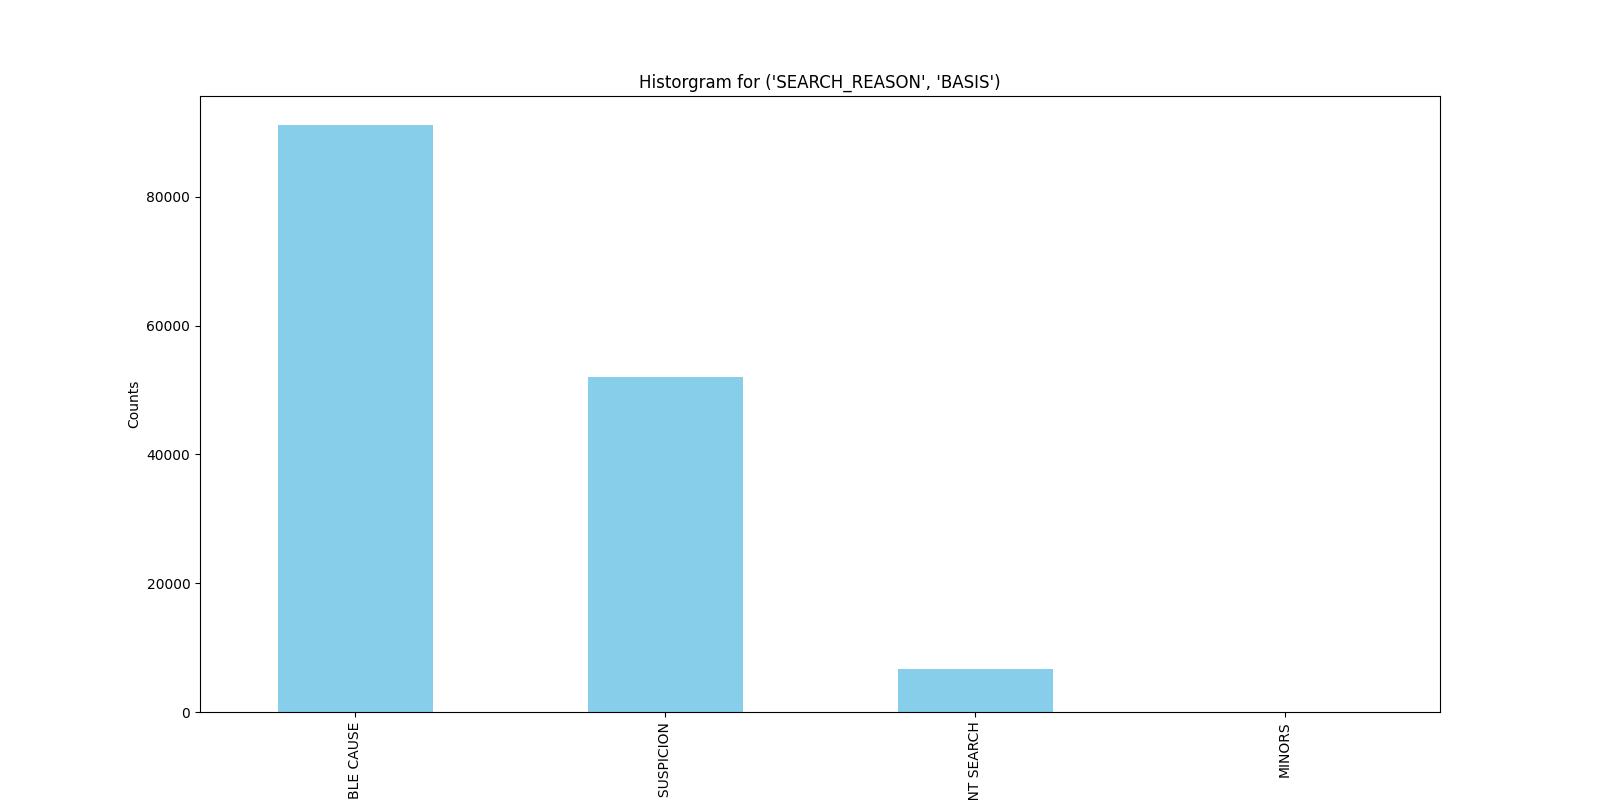 Historgram for ('SEARCH_REASON', 'BASIS')
80000
60000
Counts
40000
20000
0
BLE CAUSE
SUSPICION
NT SEARCH
MINORS